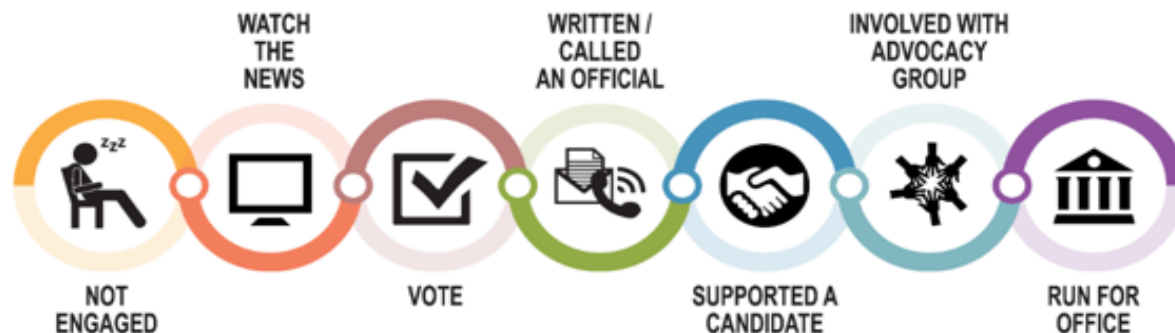 WATCH
THE
NEWS
WRITTEN /
CALLED
AN OFFICIAL
INVOLVED WITH
ADVOCACY
GROUP
zzz
NOT
ENGAGED
VOTE
SUPPORTED A
CANDIDATE
RUN FOR
OFFICE